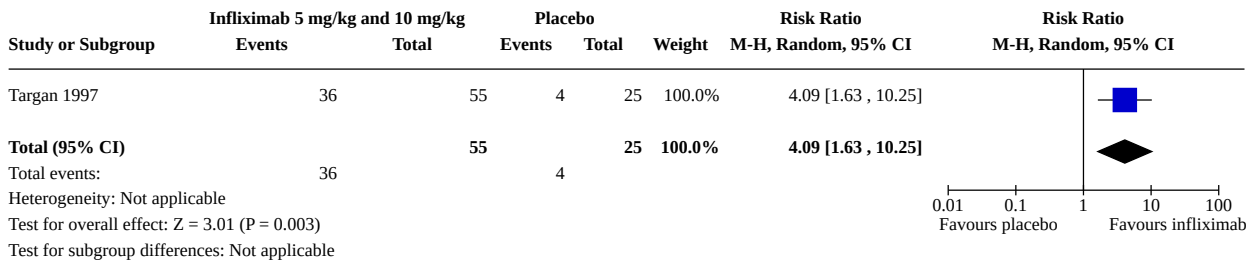 Infliximab 5 mg/kg and 10 mg/kg Placebo Risk Ratio Risk Ratio
Study or Subgroup Events Total Events Total Weight M-H, Random, 95% CI M-H, Random, 95% CI
Targan 1997 36 55 4 25 100.0% 4.09 [1.63 , 10.25]
Total (95% CI) 55 25 100.0% 4.09 [1.63 , 10.25]
Total events: 36 4
Heterogeneity: Not applicable
0.01 0.1 1 10 100
Test for overall effect: Z = 3.01 (P = 0.003) Favours placebo Favours infliximab
Test for subgroup differences: Not applicable